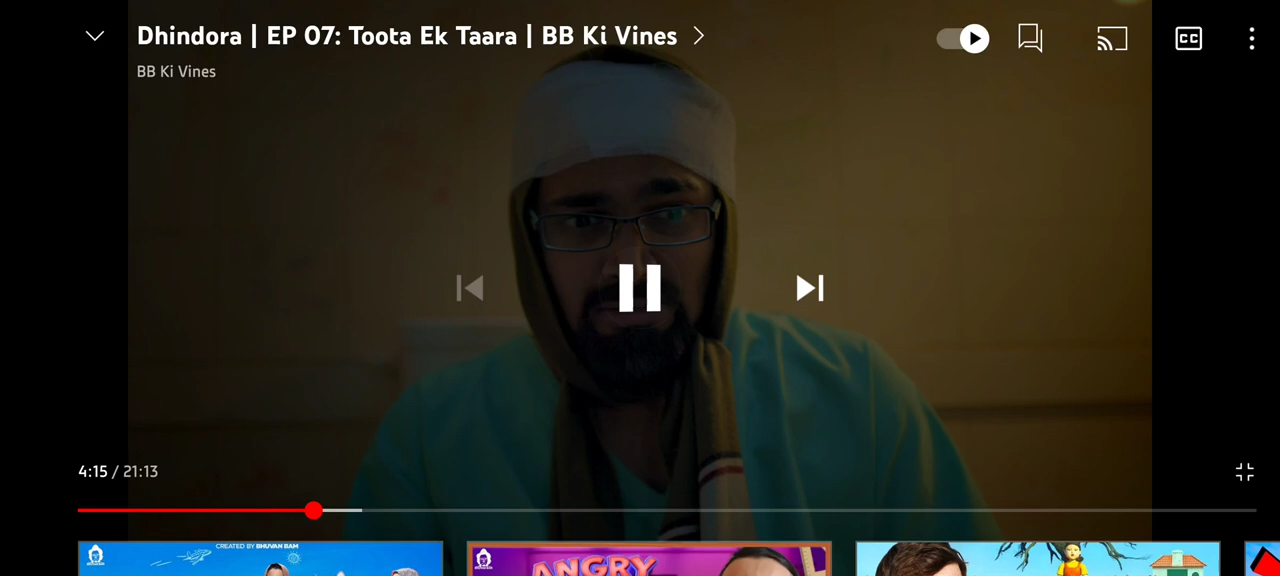 Dhindora | EP 07: Toota Ek Taara | BB Ki Vines
BB Ki Vines
CC
4:15 / 21:13
CREATED BY BHUVAN BAM
ANGRY